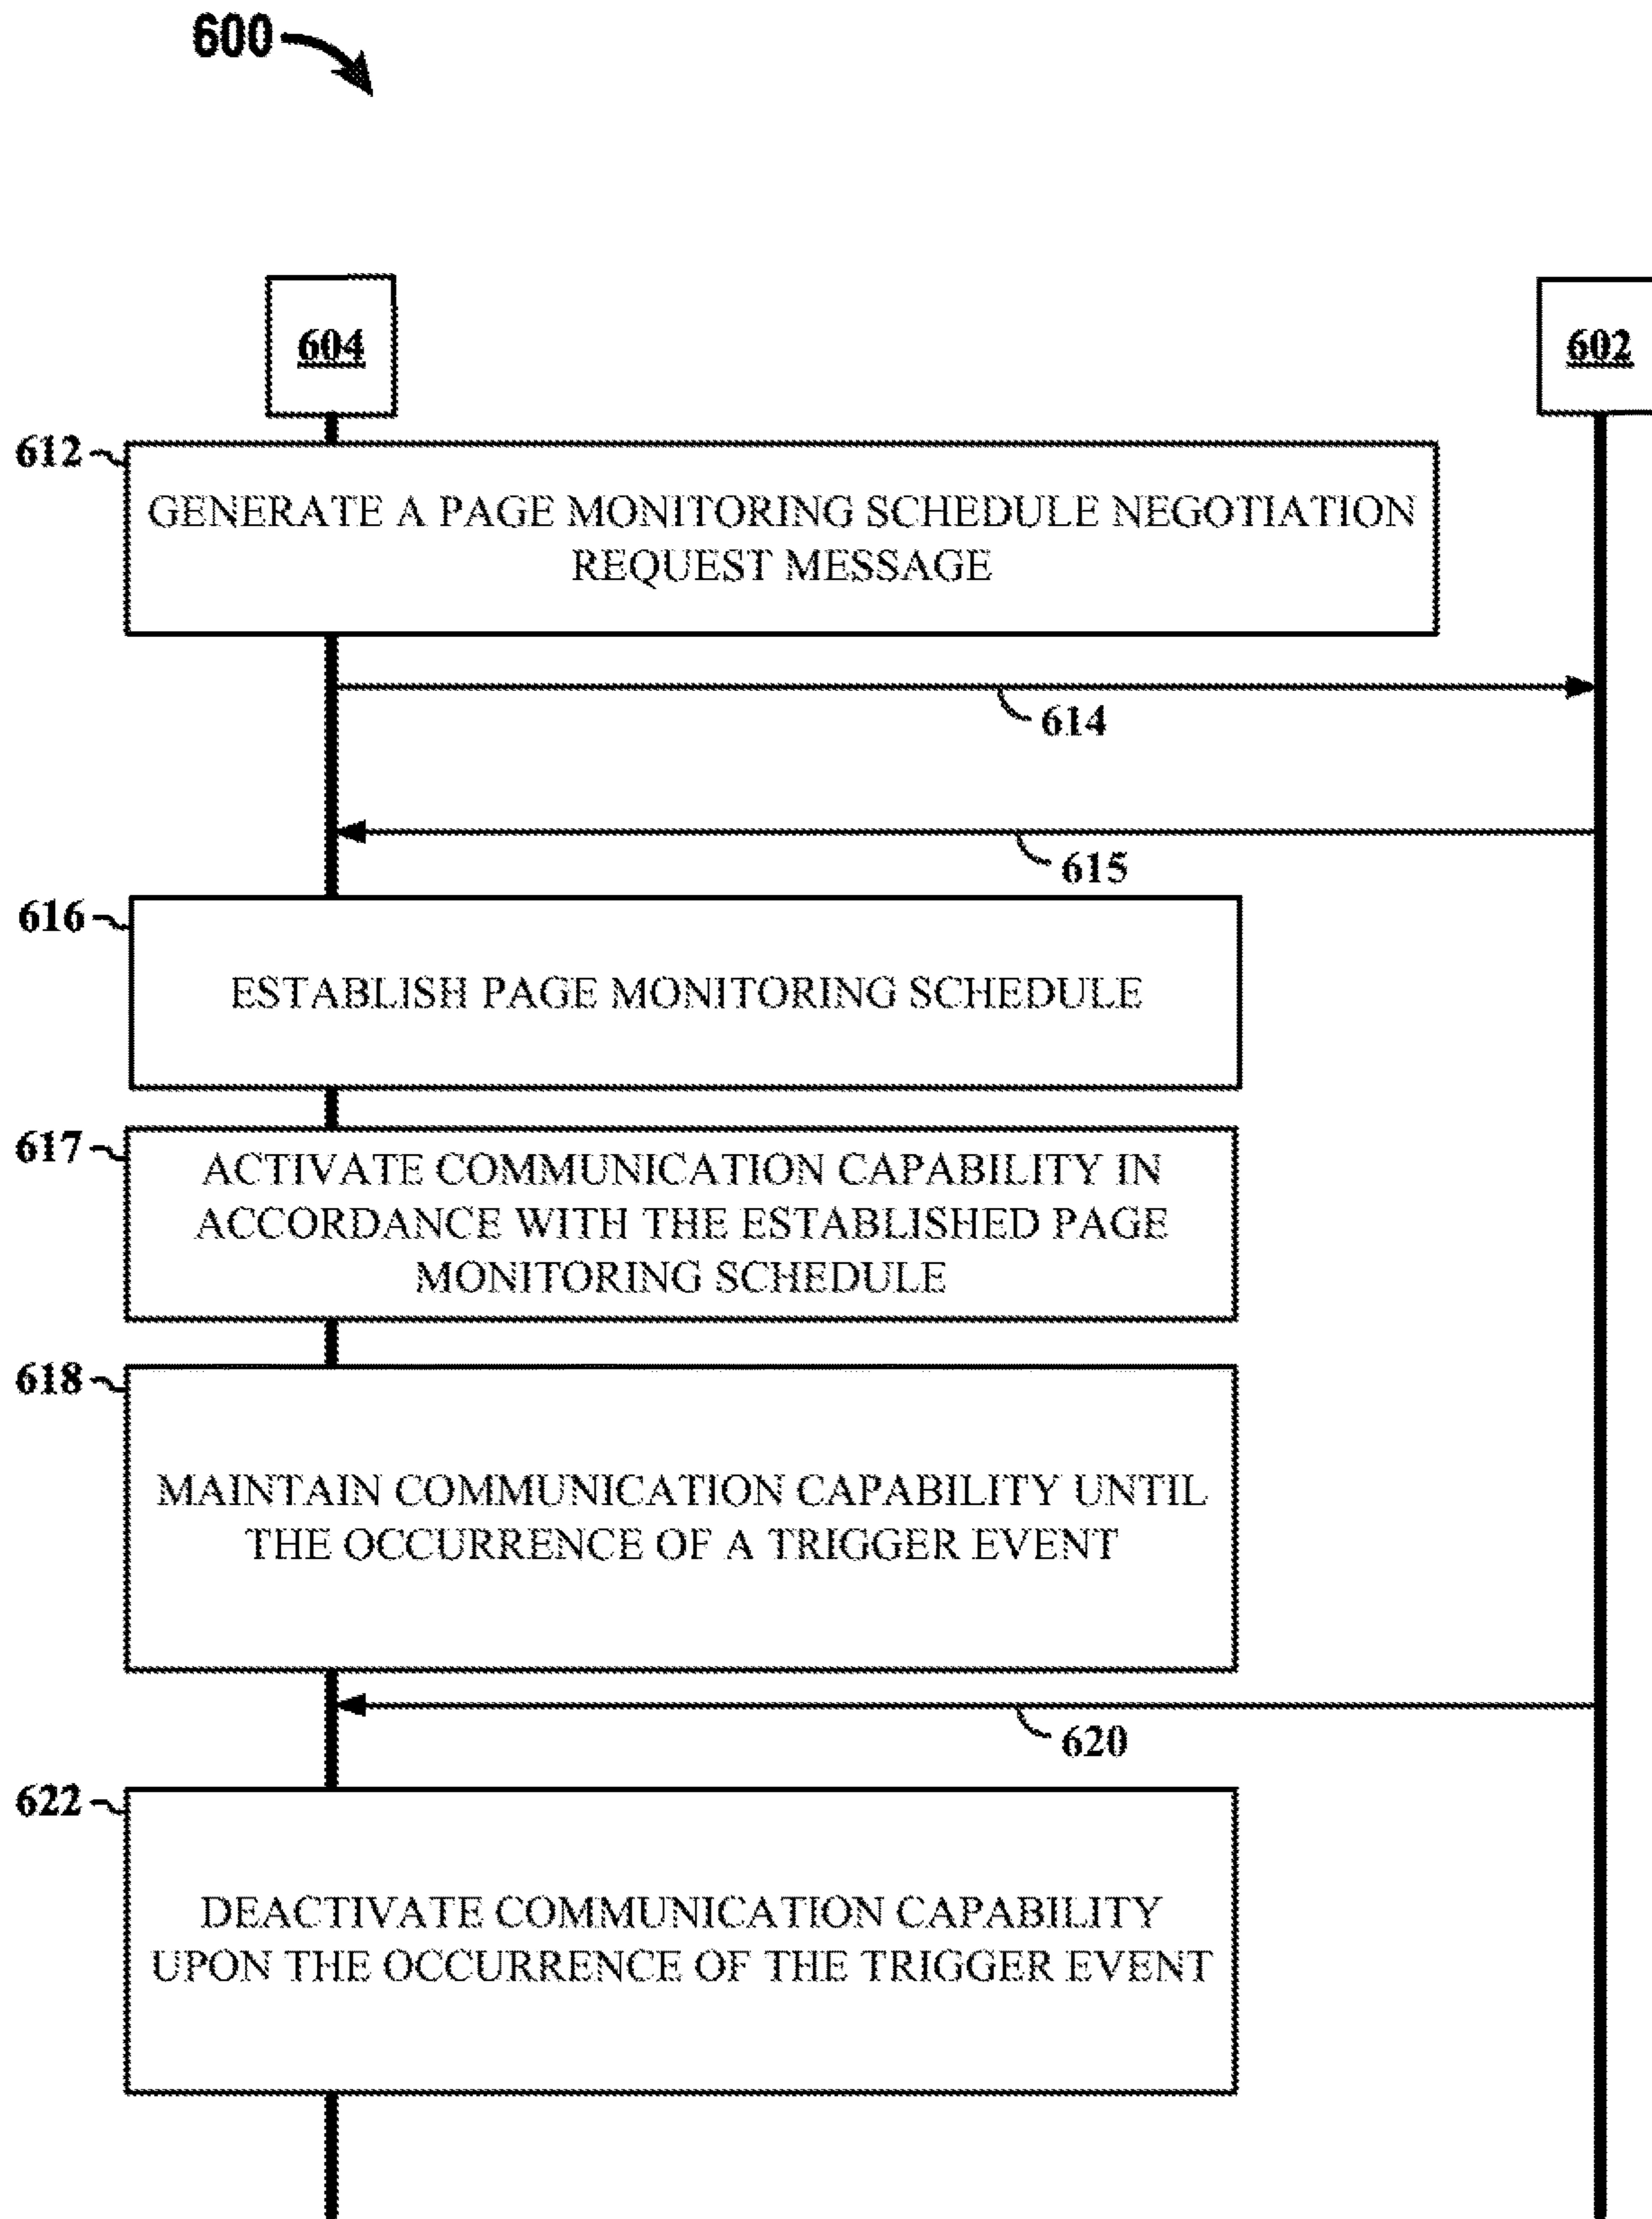 600
604
602
612
GENERATE A PAGE MONITORING SCHEDULE NEGOTIATION
REQUEST MESSAGE
614
615
616
ESTABLISH PAGE MONITORING SCHEDULE
617
ACTIVATE COMMUNICATION CAPABILITY IN
ACCORDANCE WITH THE ESTABLISHED PAGE
MONITORING SCHEDULE
618
MAINTAIN COMMUNICATION CAPABILITY UNTIL
THE OCCURRENCE OF A TRIGGER EVENT
620
622
DEACTIVATE COMMUNICATION CAPABILITY
UPON THE OCCURRENCE OF THE TRIGGER EVENT